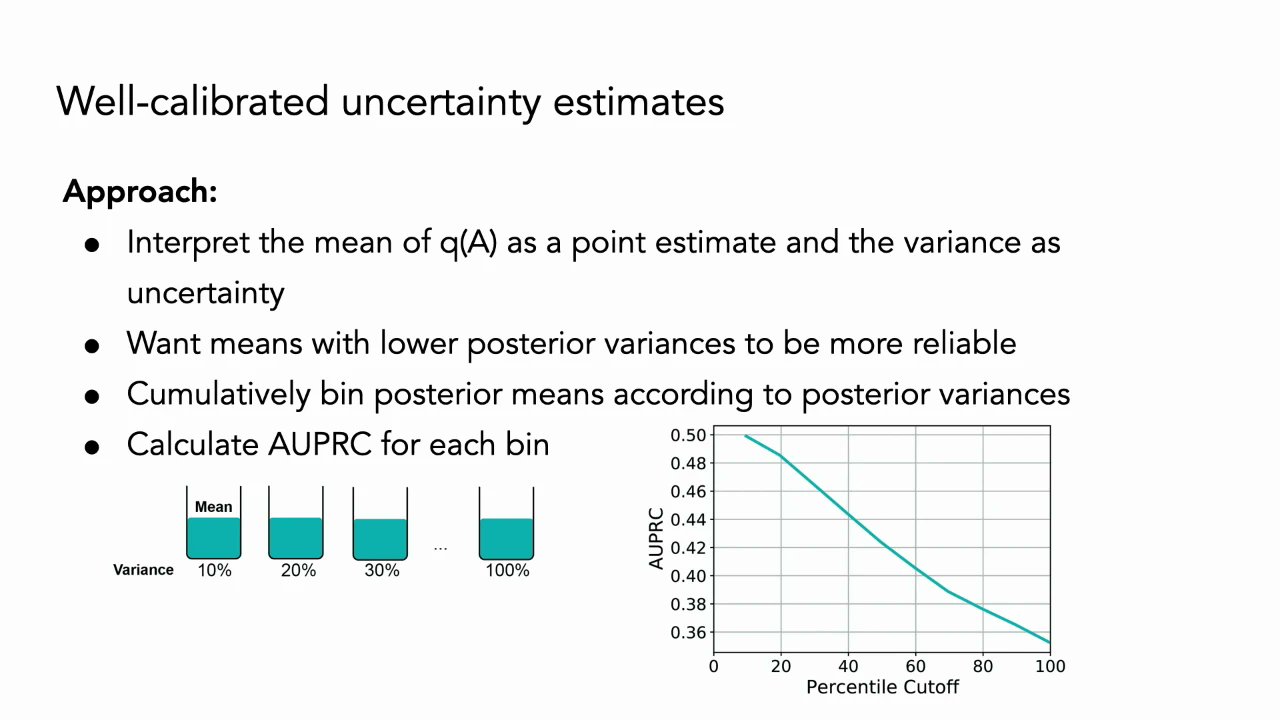 Well-calibrated uncertainty estimates
Approach:
● Interpret the mean of q(A) as a point estimate and the variance as
uncertainty
● Want means with lower posterior variances to be more reliable
● Cumulatively bin posterior means according to posterior variances
● Calculate AUPRC for each bin
Mean
...
Variance 10% 20% 30% 100%
AUPRC
0.50
0.48
0.46
0.44
0.42
0.40
0.38
0.36
0 20 40 60 80 100
Percentile Cutoff